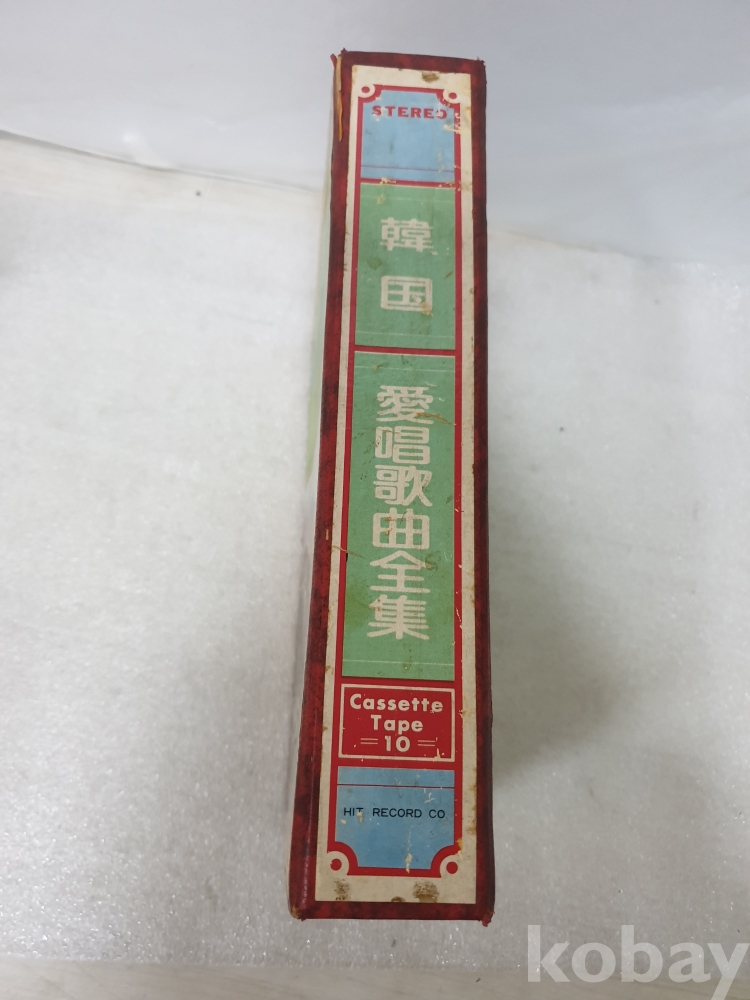 STEREO
韓国
愛唱歌曲全集
Cassette
Tape
=10=
HIT RECORD CO
kobay